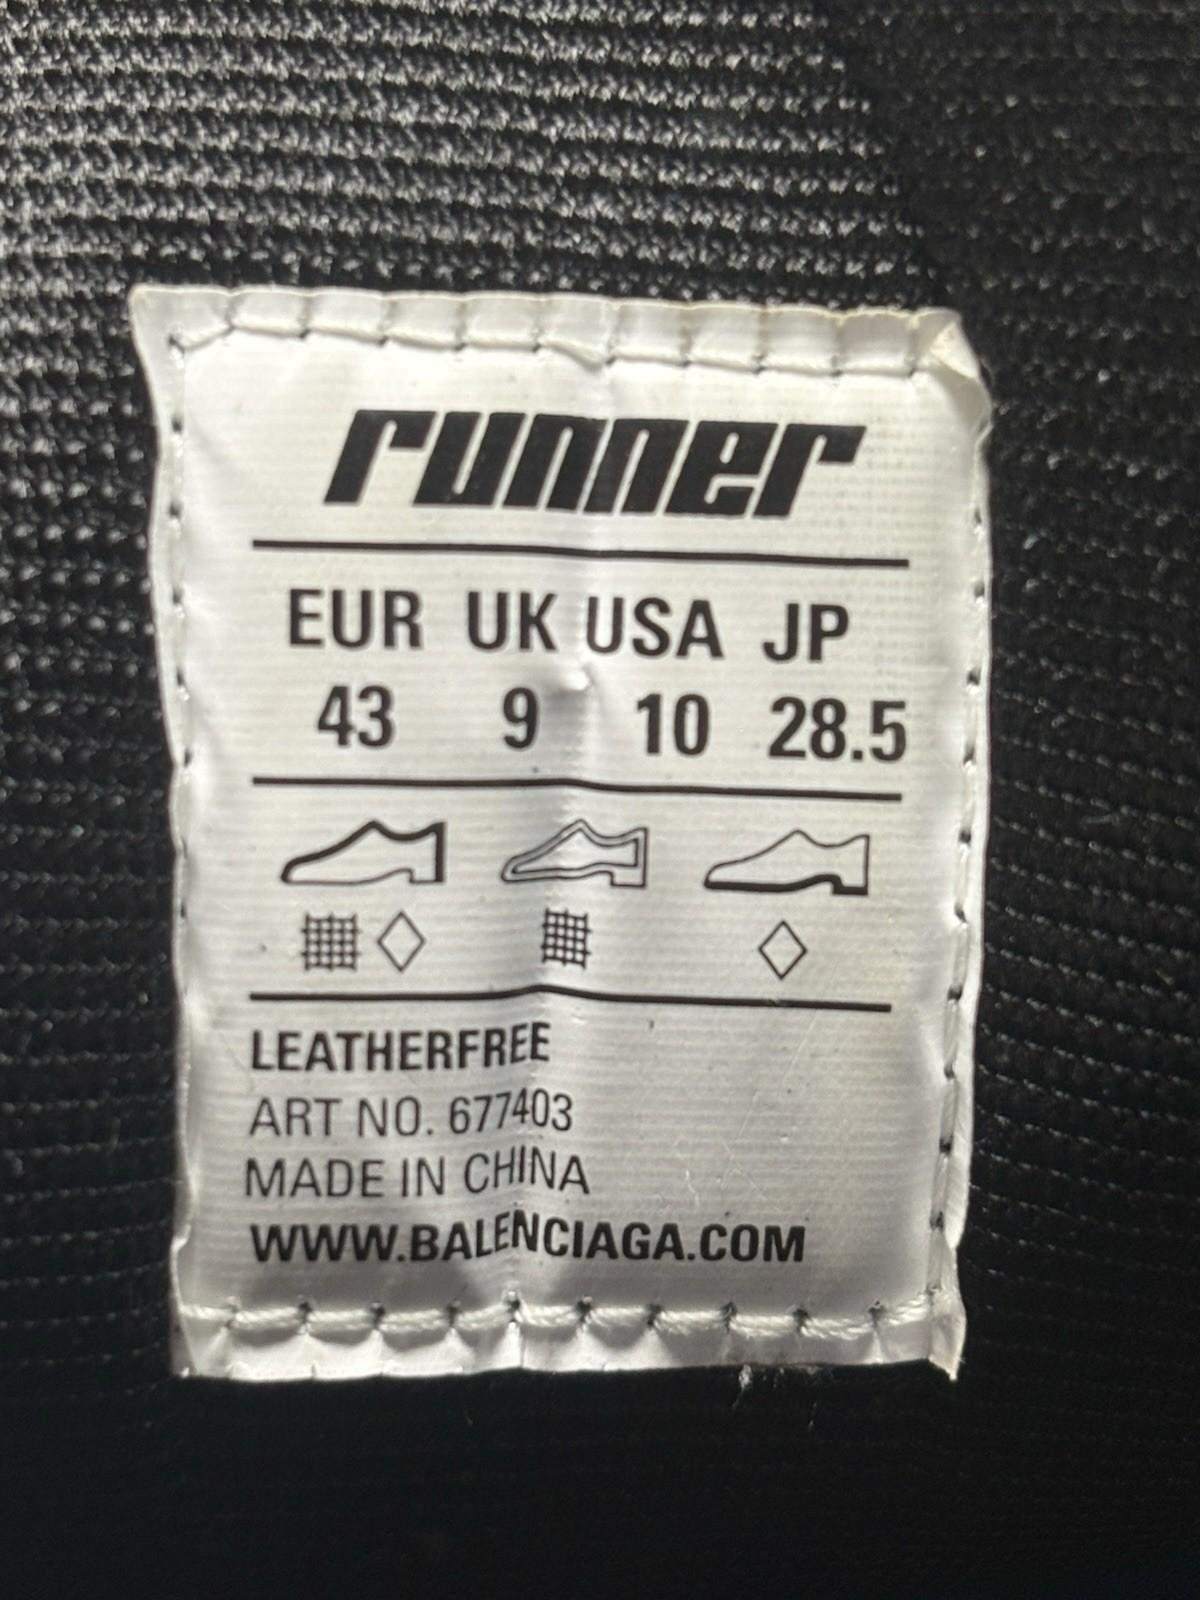 runner
EUR UK USA JP
43 9 10 28.5
LEATHERFREE
ART NO. 677403
MADE IN CHINA
WWW.BALENCIAGA.COM